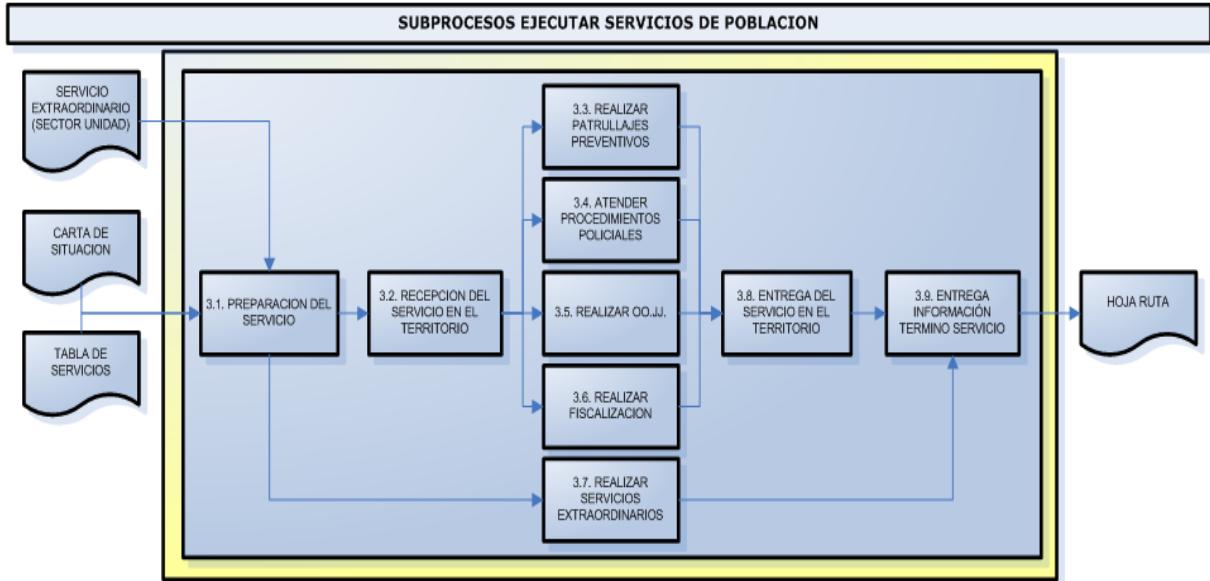 SUBPROCESOS EJECUTAR SERVICIOS DE POBLACION
SERVICIO
EXTRAORDINARIO
(SECTOR UNIDAD)
CARTA DE
SITUACION
TABLA DE
SERVICIOS
3.1. PREPARACION DEL
SERVICIO
3.2. RECEPCION DEL
SERVICIO EN EL
TERRITORIO
3.3. REALIZAR
PATRULLAJES
PREVENTIVOS
3.4. ATENDER
PROCEDIMIENTOS
POLICIALES
3.5. REALIZAR OO.JJ.
3.6. REALIZAR
FISCALIZACION
3.7. REALIZAR
SERVICIOS
EXTRAORDINARIOS
3.8. ENTREGA DEL
SERVICIO EN EL
TERRITORIO
3.9. ENTREGA
INFORMACIÓN
TERMINO SERVICIO
HOJA RUTA